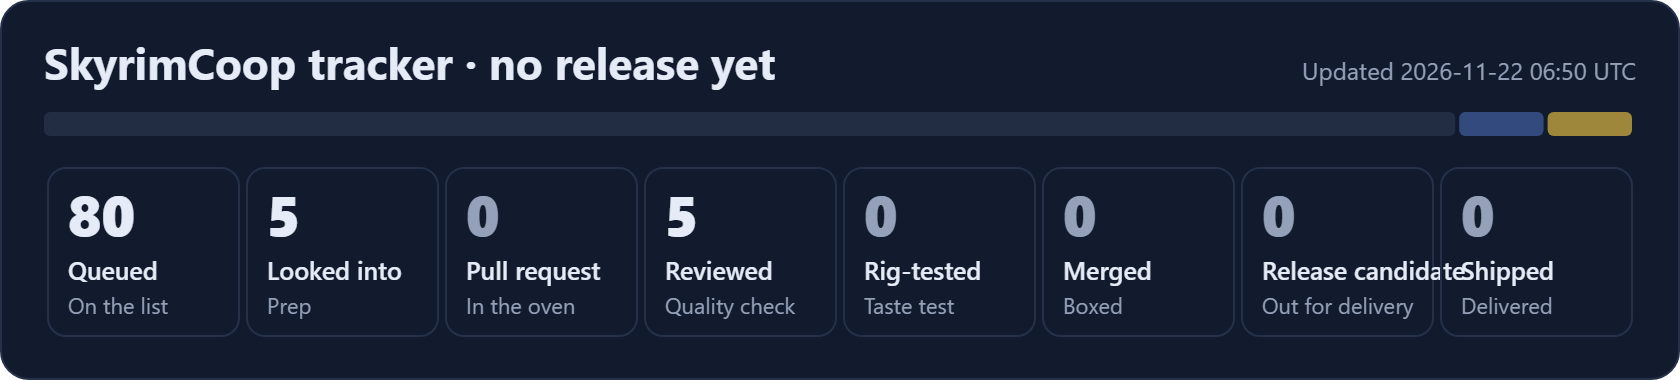 SkyrimCoop tracker · no release yet
Updated 2026-11-22 06:50 UTC
80
Queued
On the list
5
Looked into
Prep
0
Pull request
In the oven
5
Reviewed
Quality check
0
Rig-tested
Taste test
0
Merged
Boxed
0
Release candidate
Out for delivery
0
Shipped
Delivered